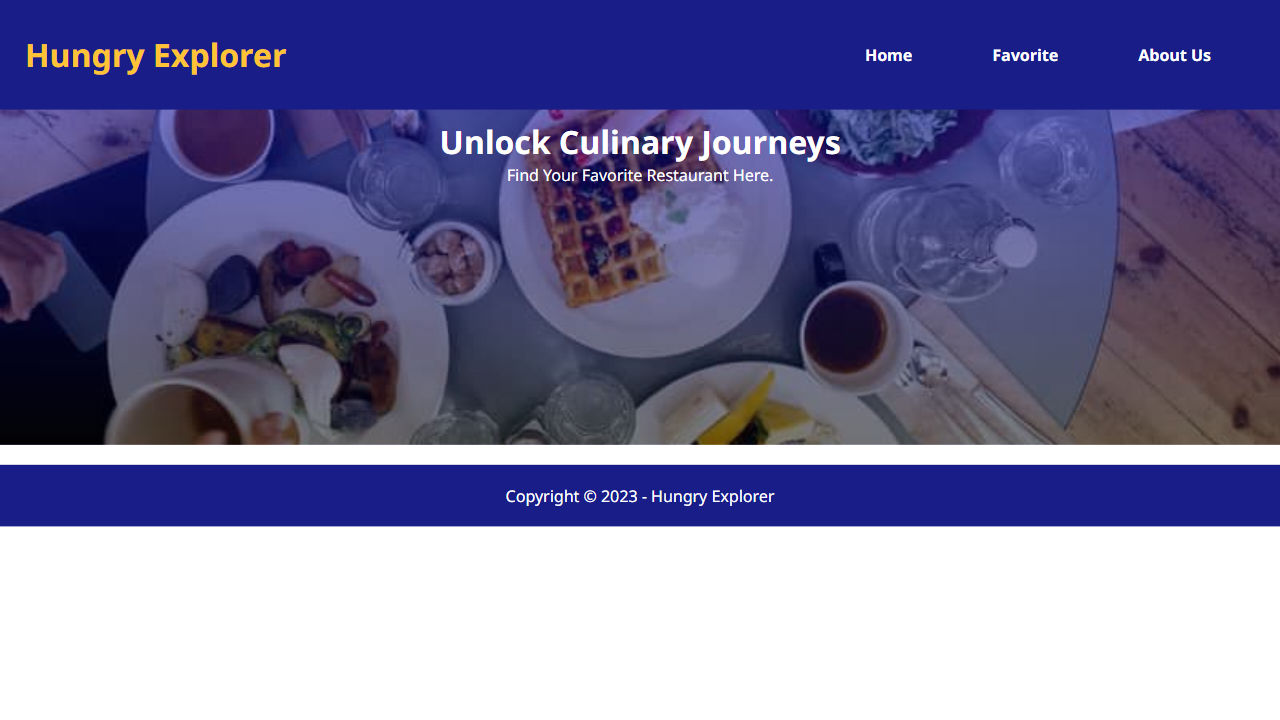 Hungry Explorer
Home
Favorite
About Us
Unlock Culinary Journeys
Find Your Favorite Restaurant Here.
Copyright © 2023 - Hungry Explorer